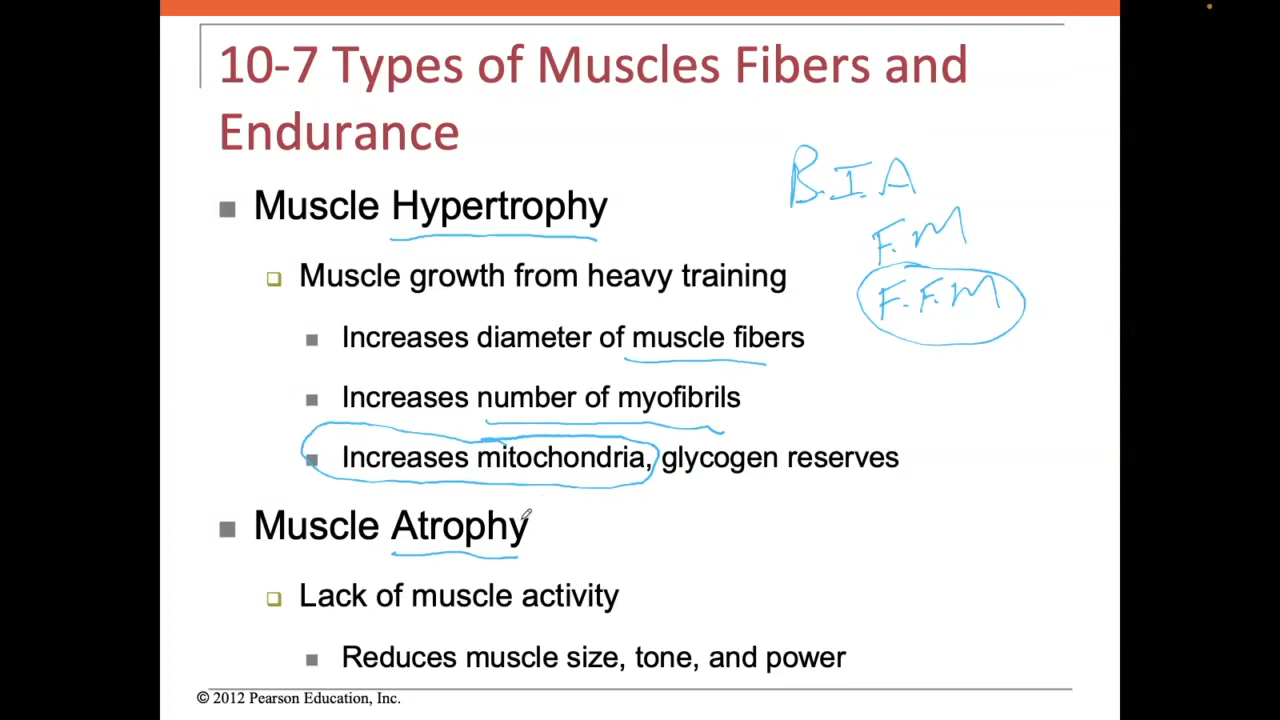 10-7 Types of Muscles Fibers and
Endurance
B.I.A
F.M
F.F.M
■ Muscle Hypertrophy
❑ Muscle growth from heavy training
■ Increases diameter of muscle fibers
■ Increases number of myofibrils
■ Increases mitochondria, glycogen reserves
■ Muscle Atrophy
❑ Lack of muscle activity
■ Reduces muscle size, tone, and power
© 2012 Pearson Education, Inc.